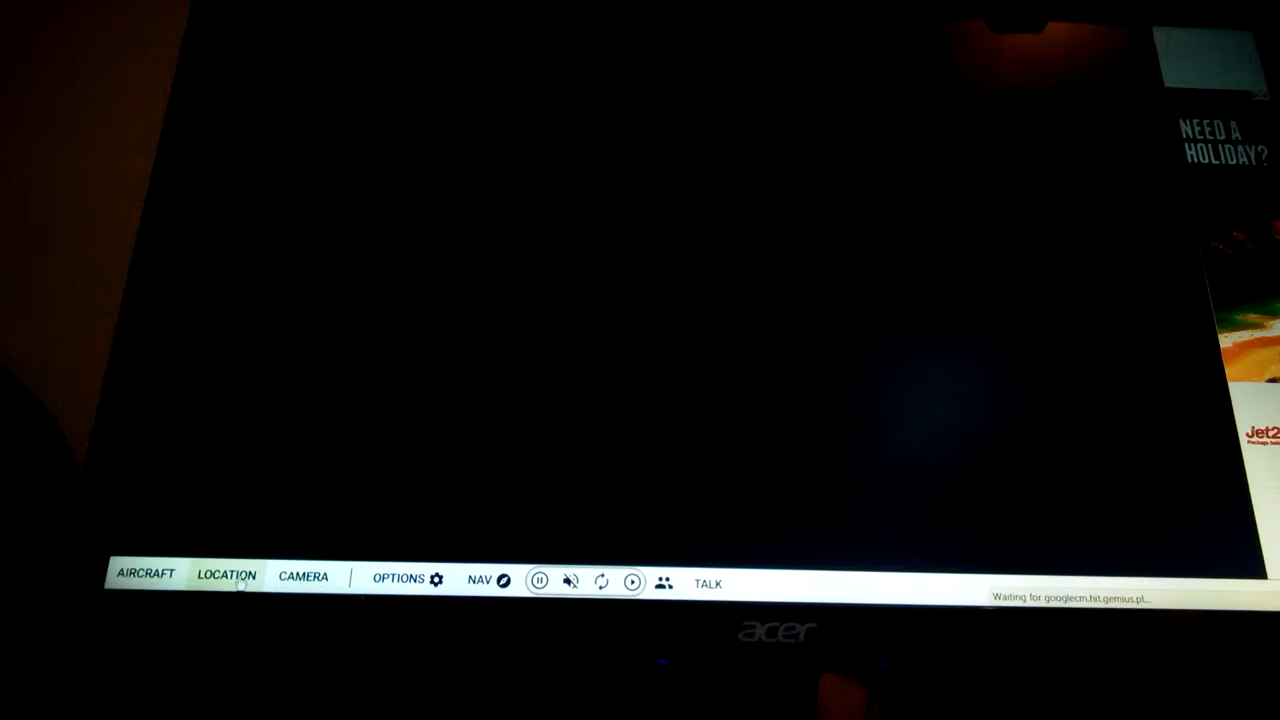 NEED A
HOLIDAY?
Jet2
AIRCRAFT LOCATION CAMERA OPTIONS NAV TALK
Waiting for googlecm.hit.gemius.pl...
acer